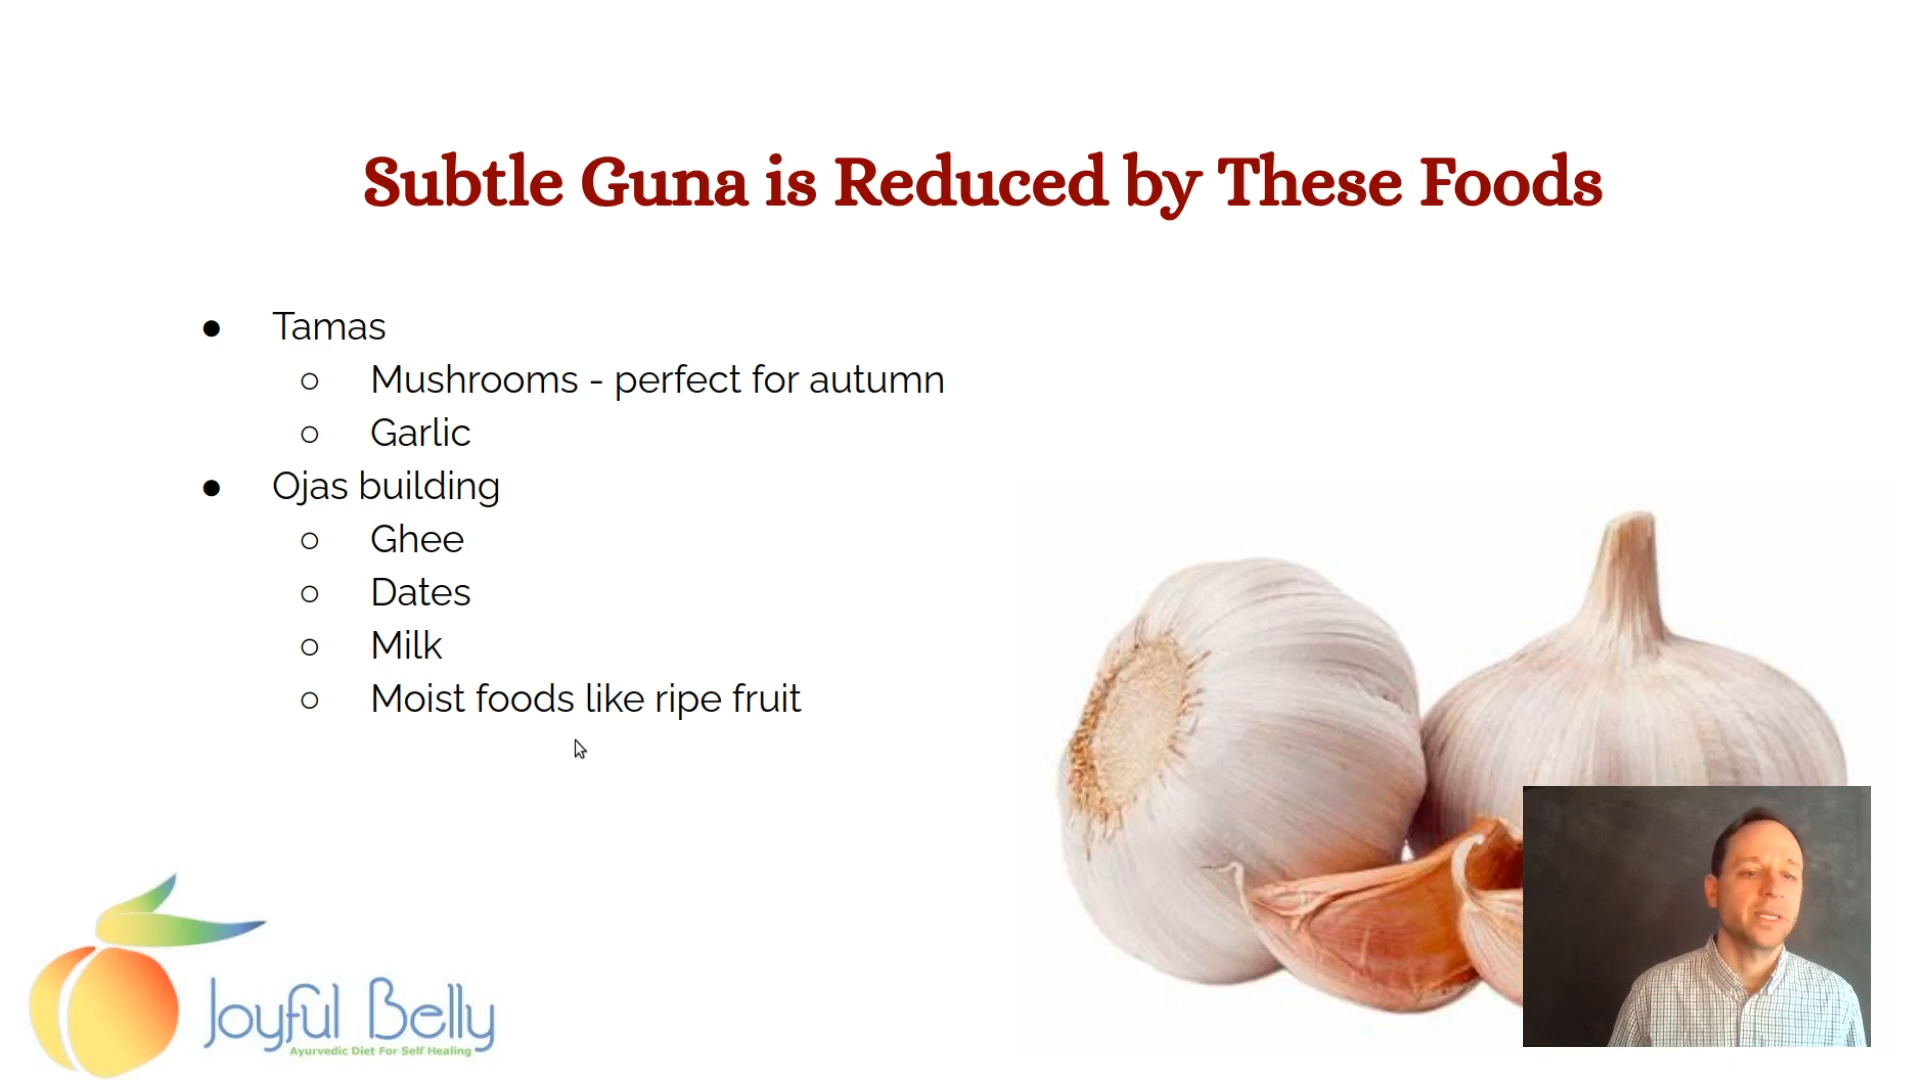 Subtle Guna is Reduced by These Foods
● Tamas
○ Mushrooms - perfect for autumn
○ Garlic
● Ojas building
○ Ghee
○ Dates
○ Milk
○ Moist foods like ripe fruit
Joyful Belly
Ayurvedic Diet For Self Healing